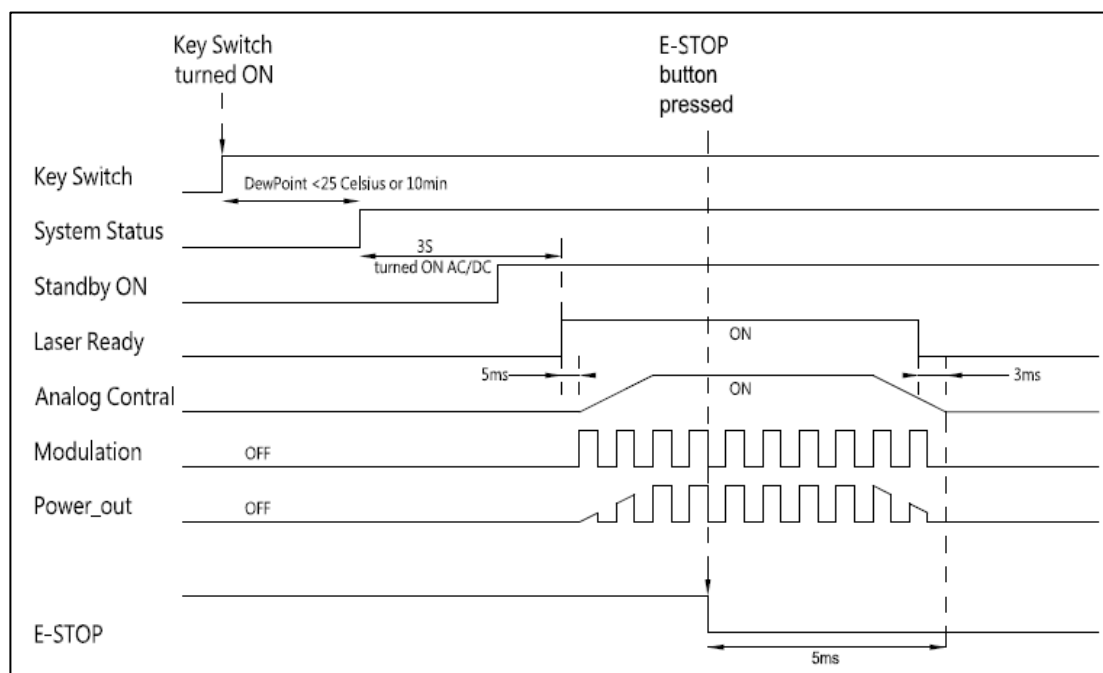 Key Switch
turned ON
E-STOP
button
pressed
Key Switch
DewPoint <25 Celsius or 10min
System Status
3S
turned ON AC/DC
Standby ON
Laser Ready
ON
5ms
3ms
Analog Contral
ON
Modulation
OFF
Power_out
OFF
E-STOP
5ms